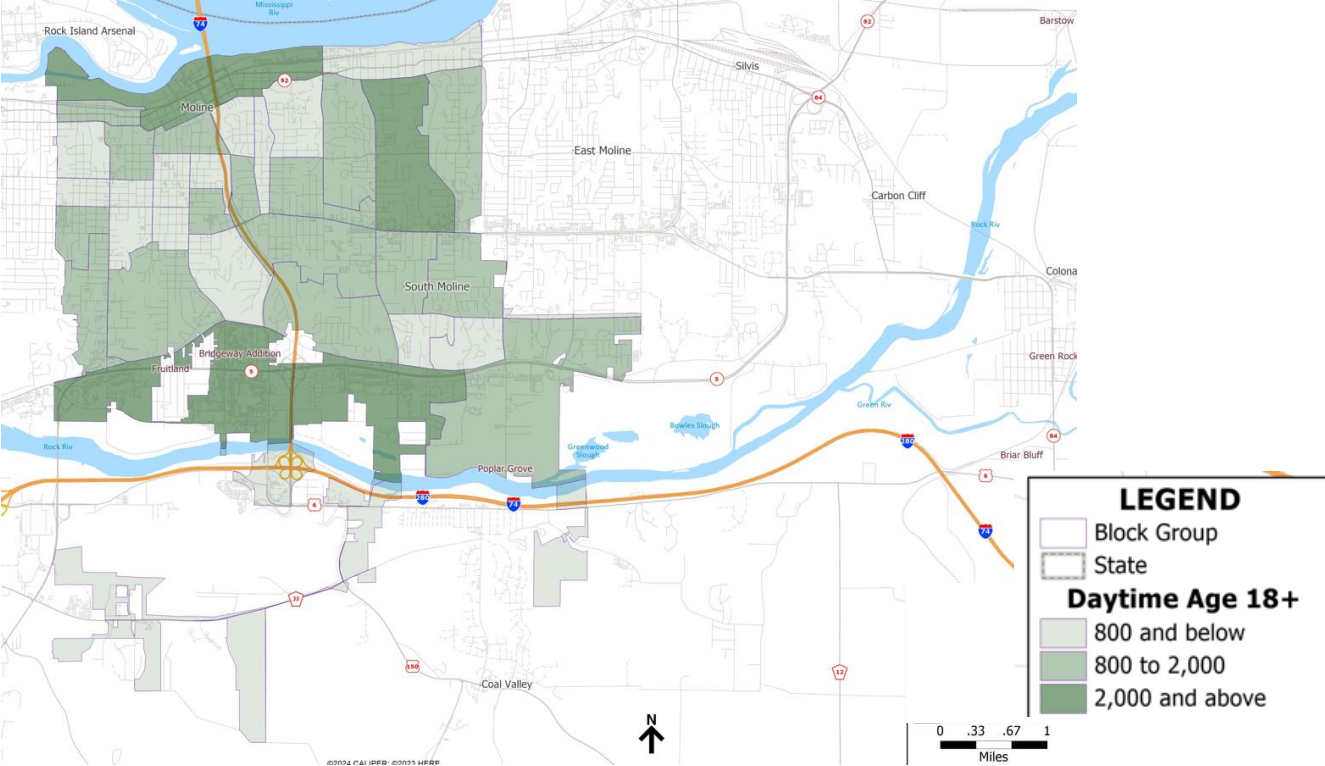 Mississippi
Riv
74
92
Barstow
Rock Island Arsenal
Silvis
92
84
Moline
East Moline
Carbon Cliff
Rock Riv
Colona
South Moline
Bridgeway Addition
Fruitland
5
5
Green Rock
Green Riv
Bowles Slough
Greenwood
Slough
84
280
Rock Riv
Briar Bluff
Poplar Grove
6
280
74
6
74
LEGEND
Block Group
State
Daytime Age 18+
800 and below
800 to 2,000
2,000 and above
150
12
Coal Valley
N
0 .33 .67 1
Miles
©2024 CALIPER; ©2023 HERE